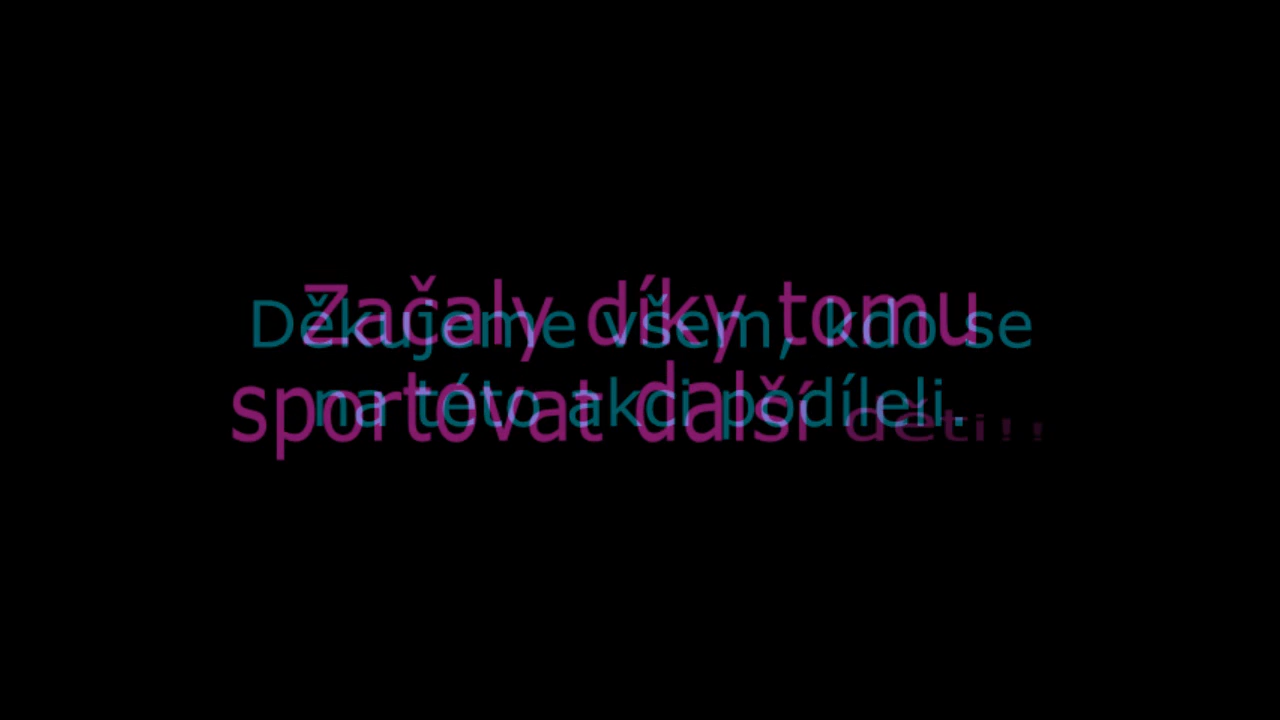 Začaly díky tomu
sportovat další děti!!
Děkujeme všem, kdo se
na této akci podíleli.